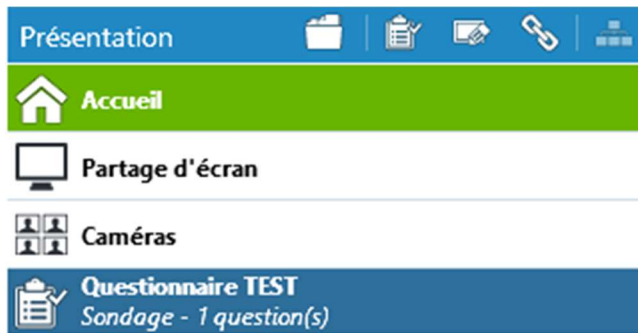 Présentation
Accueil
Partage d'écran
Caméras
Questionnaire TEST
Sondage - 1 question(s)